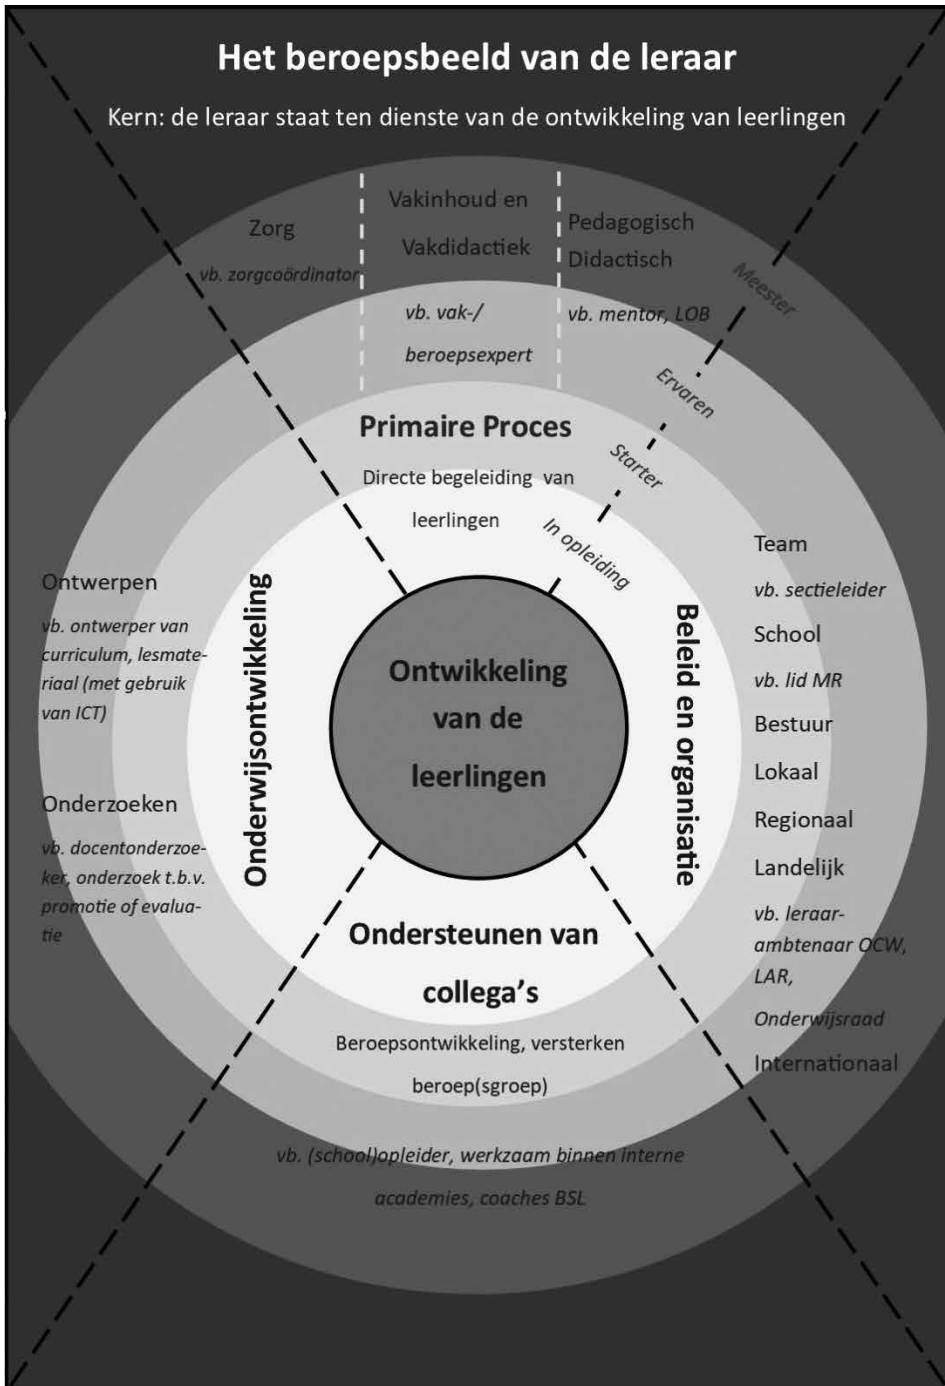 Het beroepsbeeld van de leraar
Kern: de leraar staat ten dienste van de ontwikkeling van leerlingen
Zorg
vb. zorgcoördinator
Vakinhoud en
Vakdidactiek
vb. vak-/
beroepsexpert
Pedagogisch
Didactisch
vb. mentor, LOB
Meester
Ervaren
Starter
In opleiding
Primaire Proces
Directe begeleiding van
leerlingen
Ontwerpen
vb. ontwerper van
curriculum, lesmate-
riaal (met gebruik
van ICT)
Onderzoeken
vb. docentonderzoe-
ker, onderzoek t.b.v.
promotie of evalua-
tie
Onderwijsontwikkeling
Ontwikkeling
van de
leerlingen
Beleid en organisatie
Team
vb. sectieleider
School
vb. lid MR
Bestuur
Lokaal
Regionaal
Landelijk
vb. leraar-
ambtenaar OCW,
LAR,
Onderwijsraad
Internationaal
Ondersteunen van
collega's
Beroepsontwikkeling, versterken
beroep(sgroep)
vb. (school)opleider, werkzaam binnen interne
academies, coaches BSL